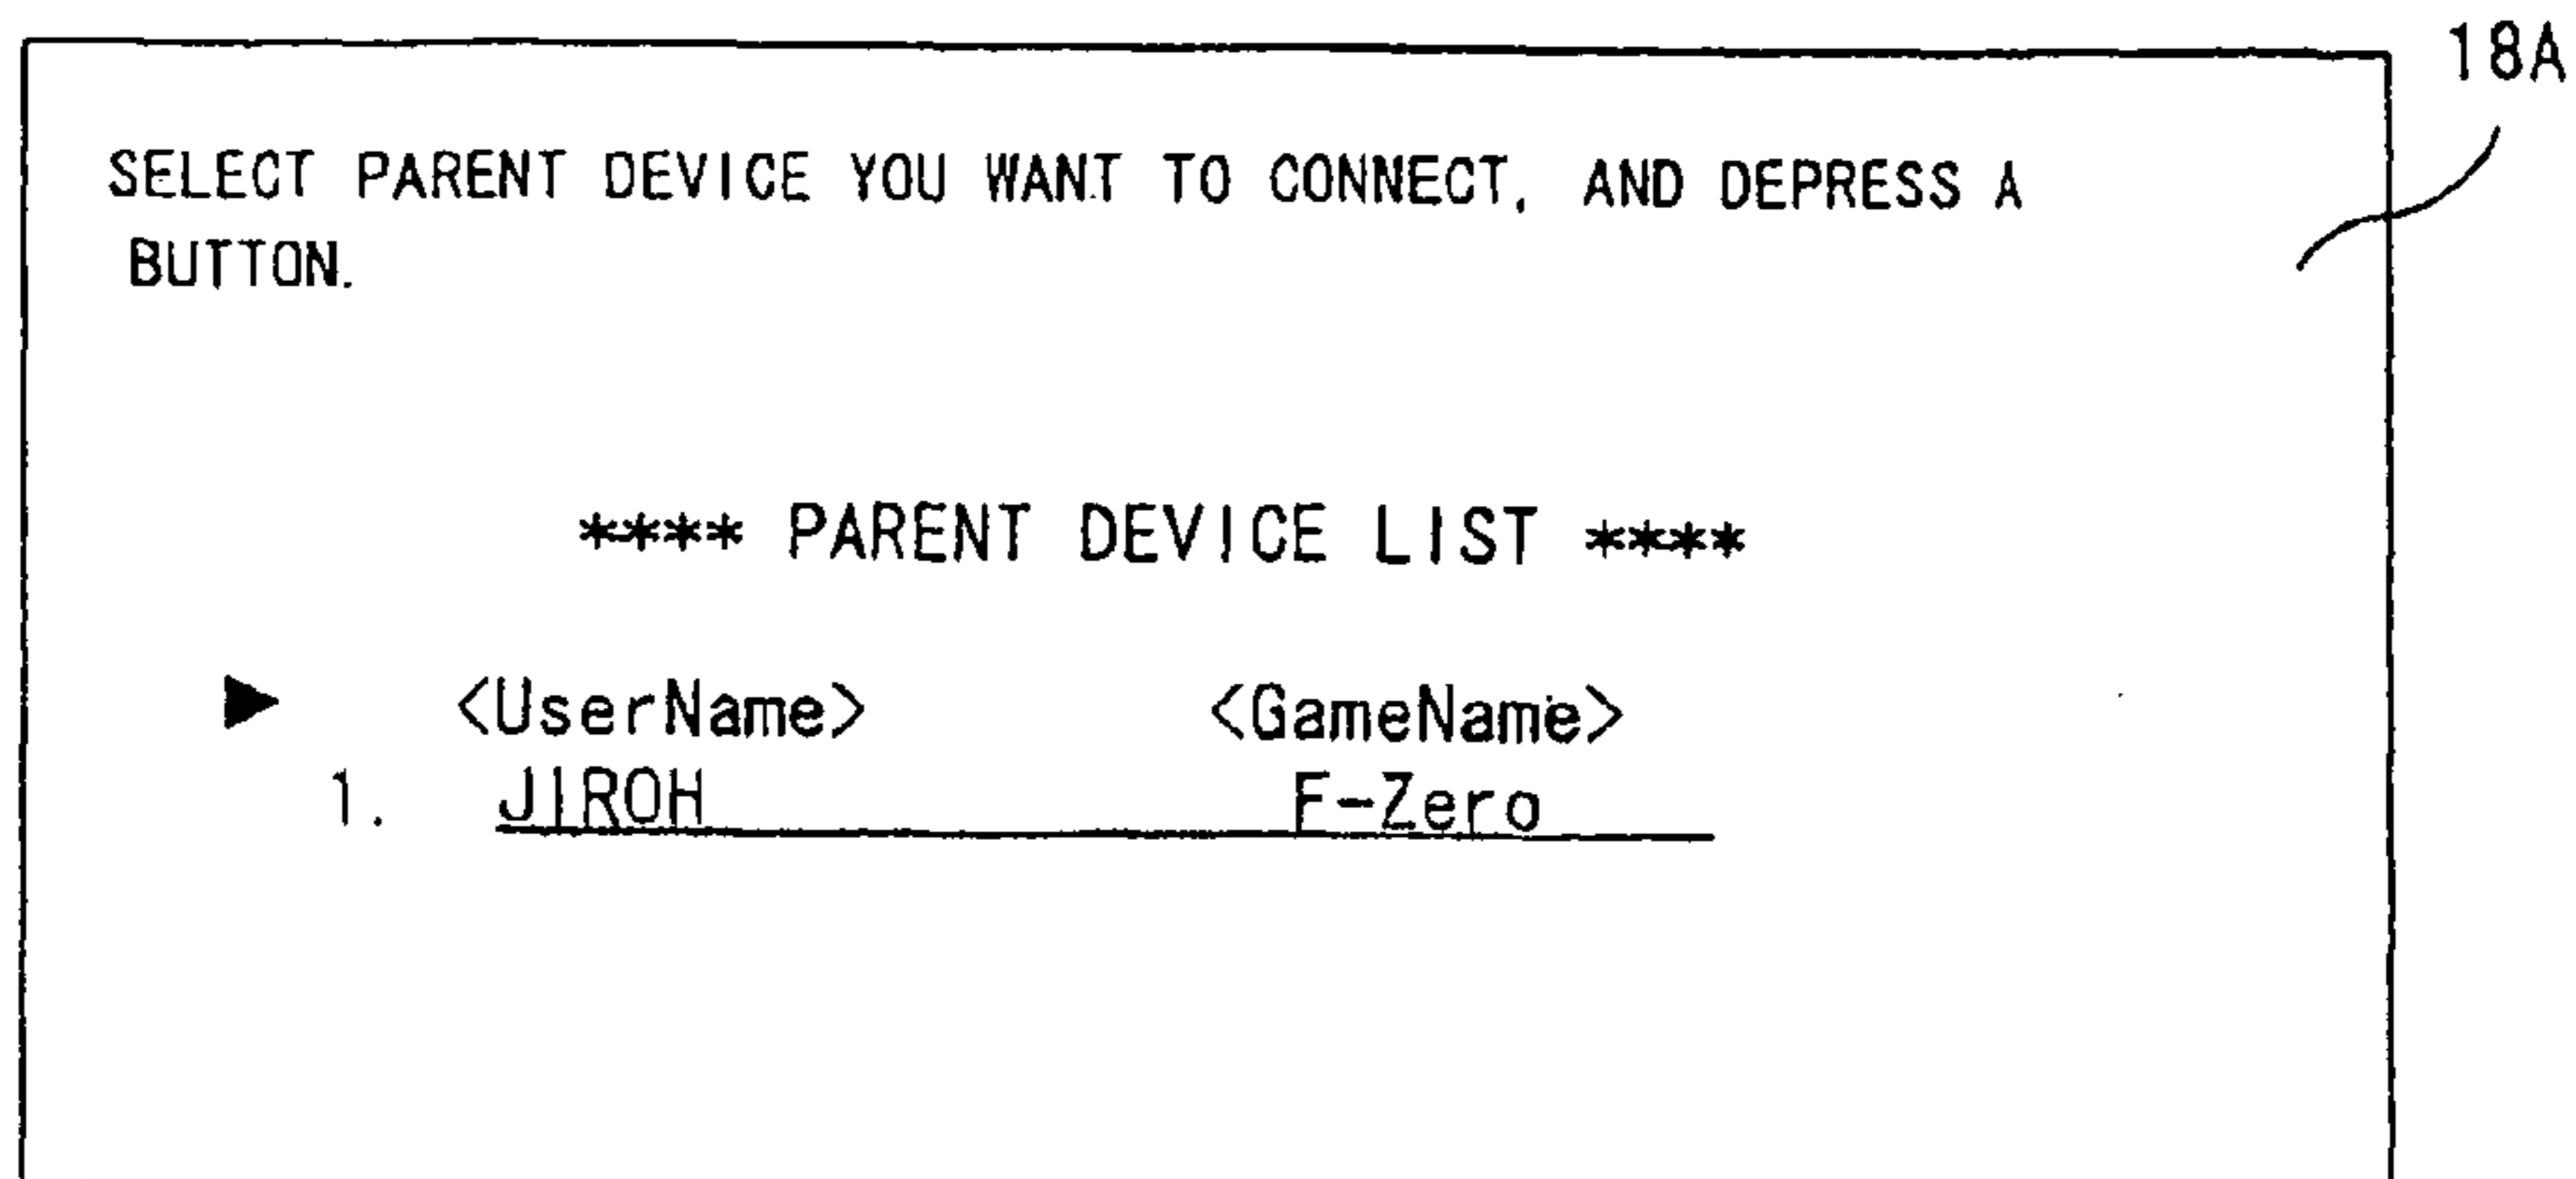 18A
SELECT PARENT DEVICE YOU WANT TO CONNECT, AND DEPRESS A
BUTTON.
**** PARENT DEVICE LIST ****
▶ <UserName> <GameName>
1. JIROH F-Zero